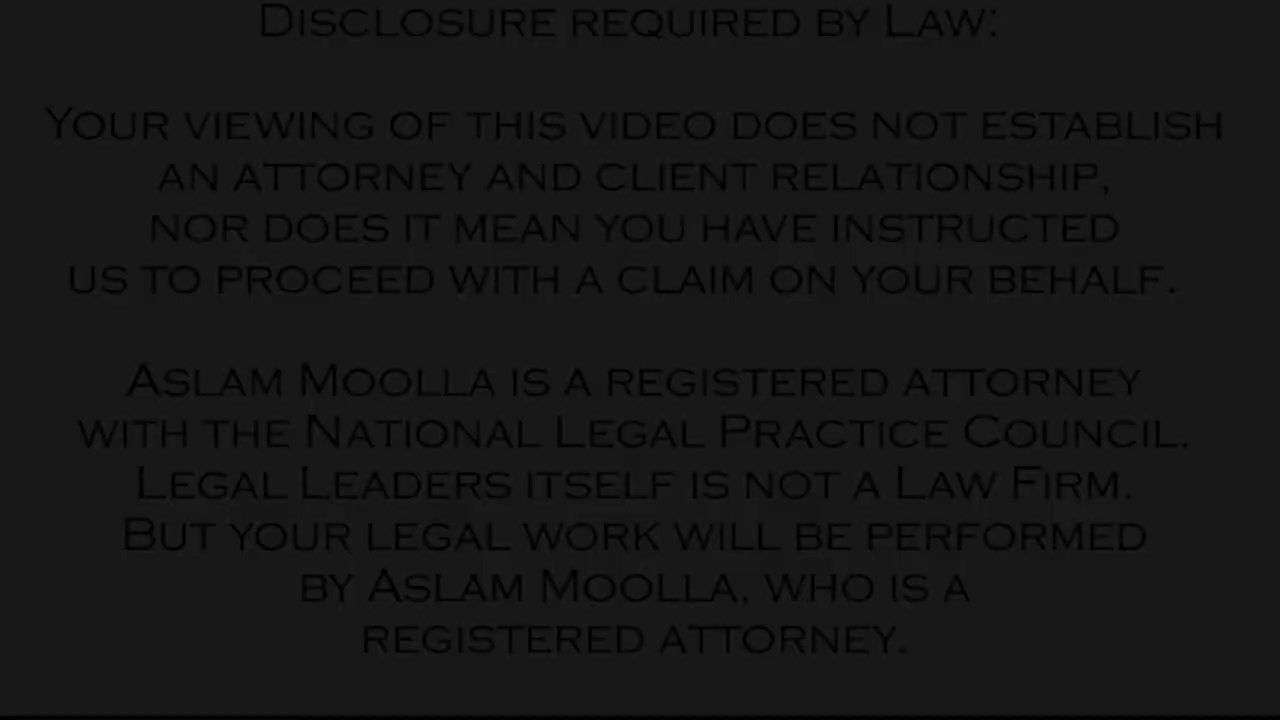 Disclosure required by Law:
Your viewing of this video does not establish
an attorney and client relationship,
nor does it mean you have instructed
us to proceed with a claim on your behalf.
Aslam Moolla is a registered attorney
with the National Legal Practice Council.
Legal Leaders itself is not a Law Firm.
But your legal work will be performed
by Aslam Moolla, who is a
registered attorney.